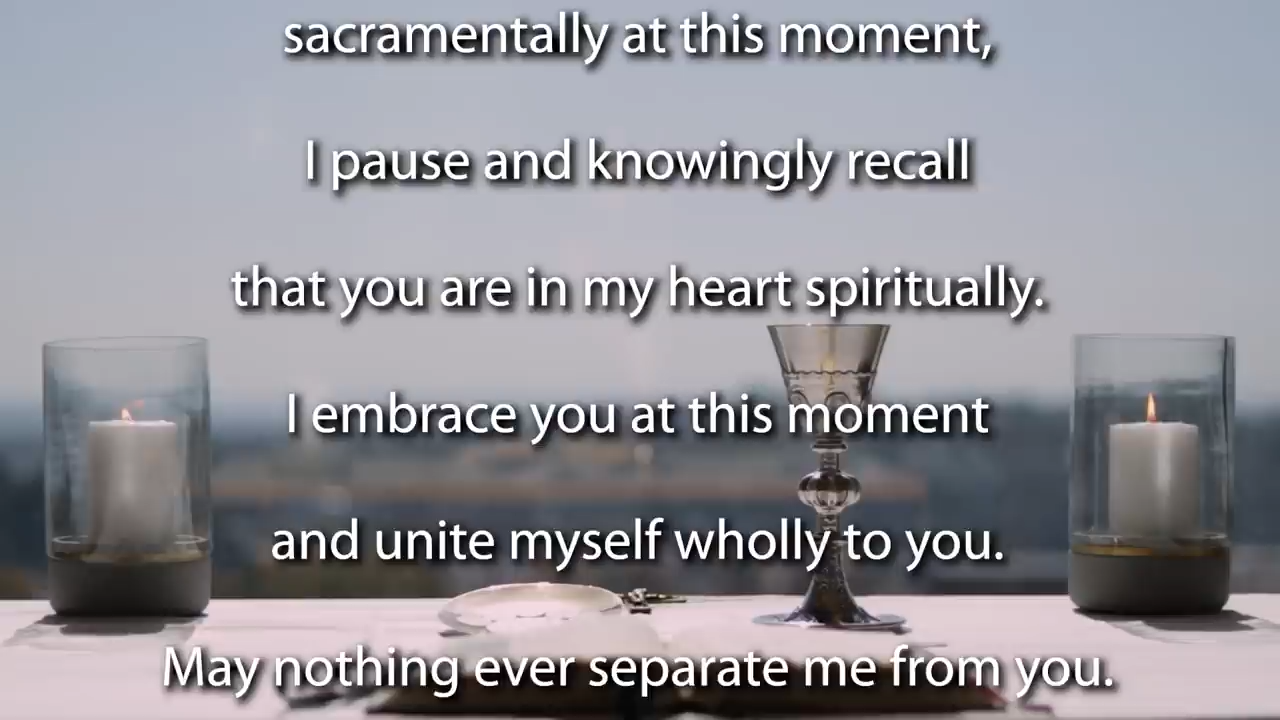 sacramentally at this moment,
I pause and knowingly recall
that you are in my heart spiritually.
I embrace you at this moment
and unite myself wholly to you.
May nothing ever separate me from you.